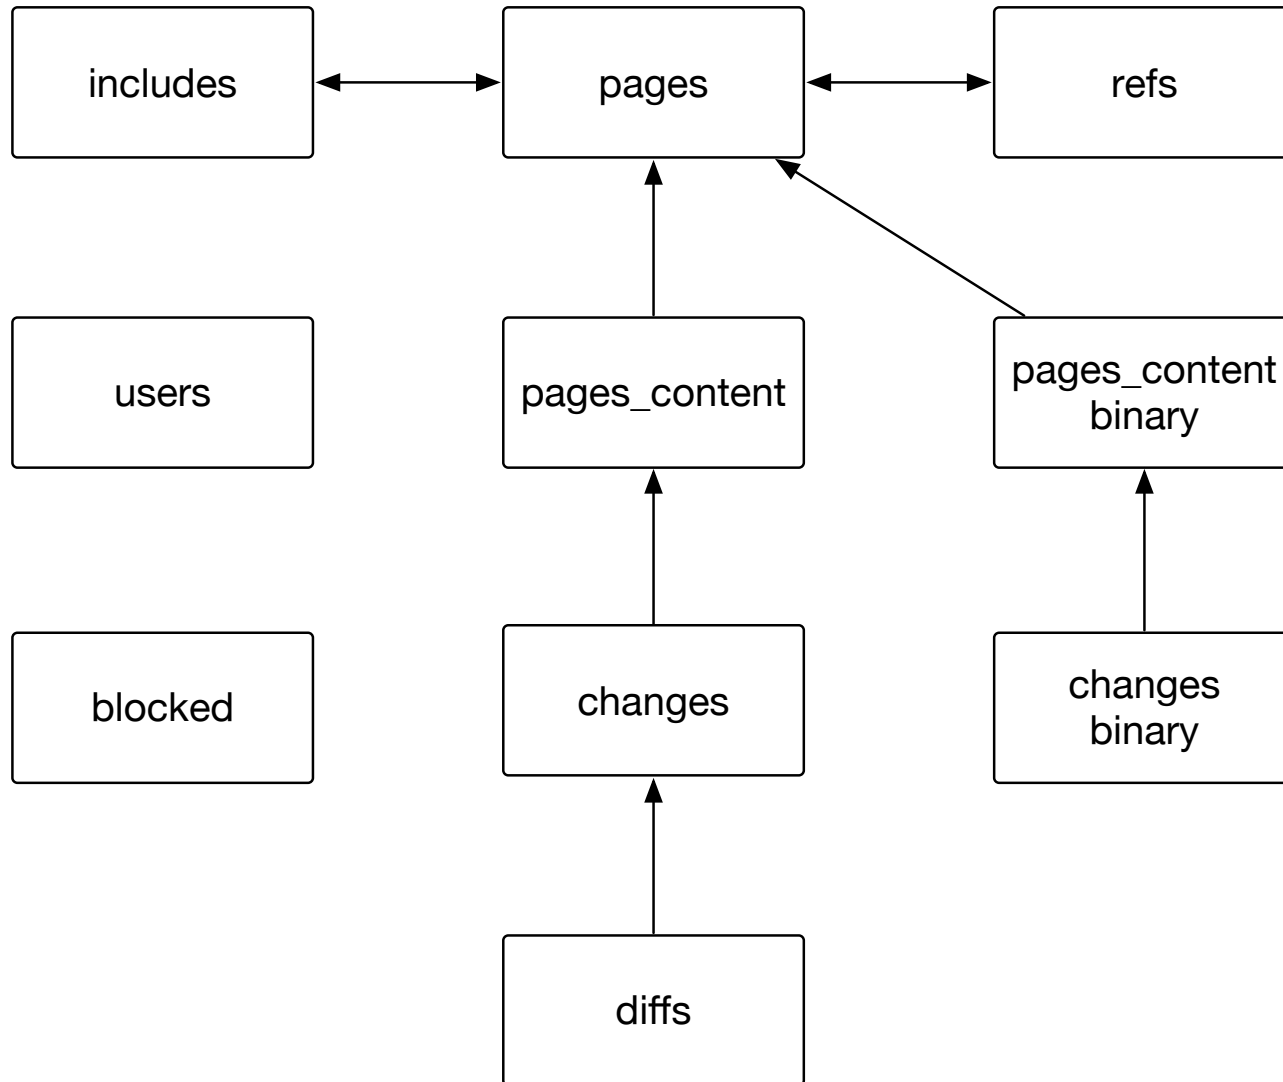 includes
pages
refs
users
pages_content
pages_content
binary
blocked
changes
changes
binary
diffs